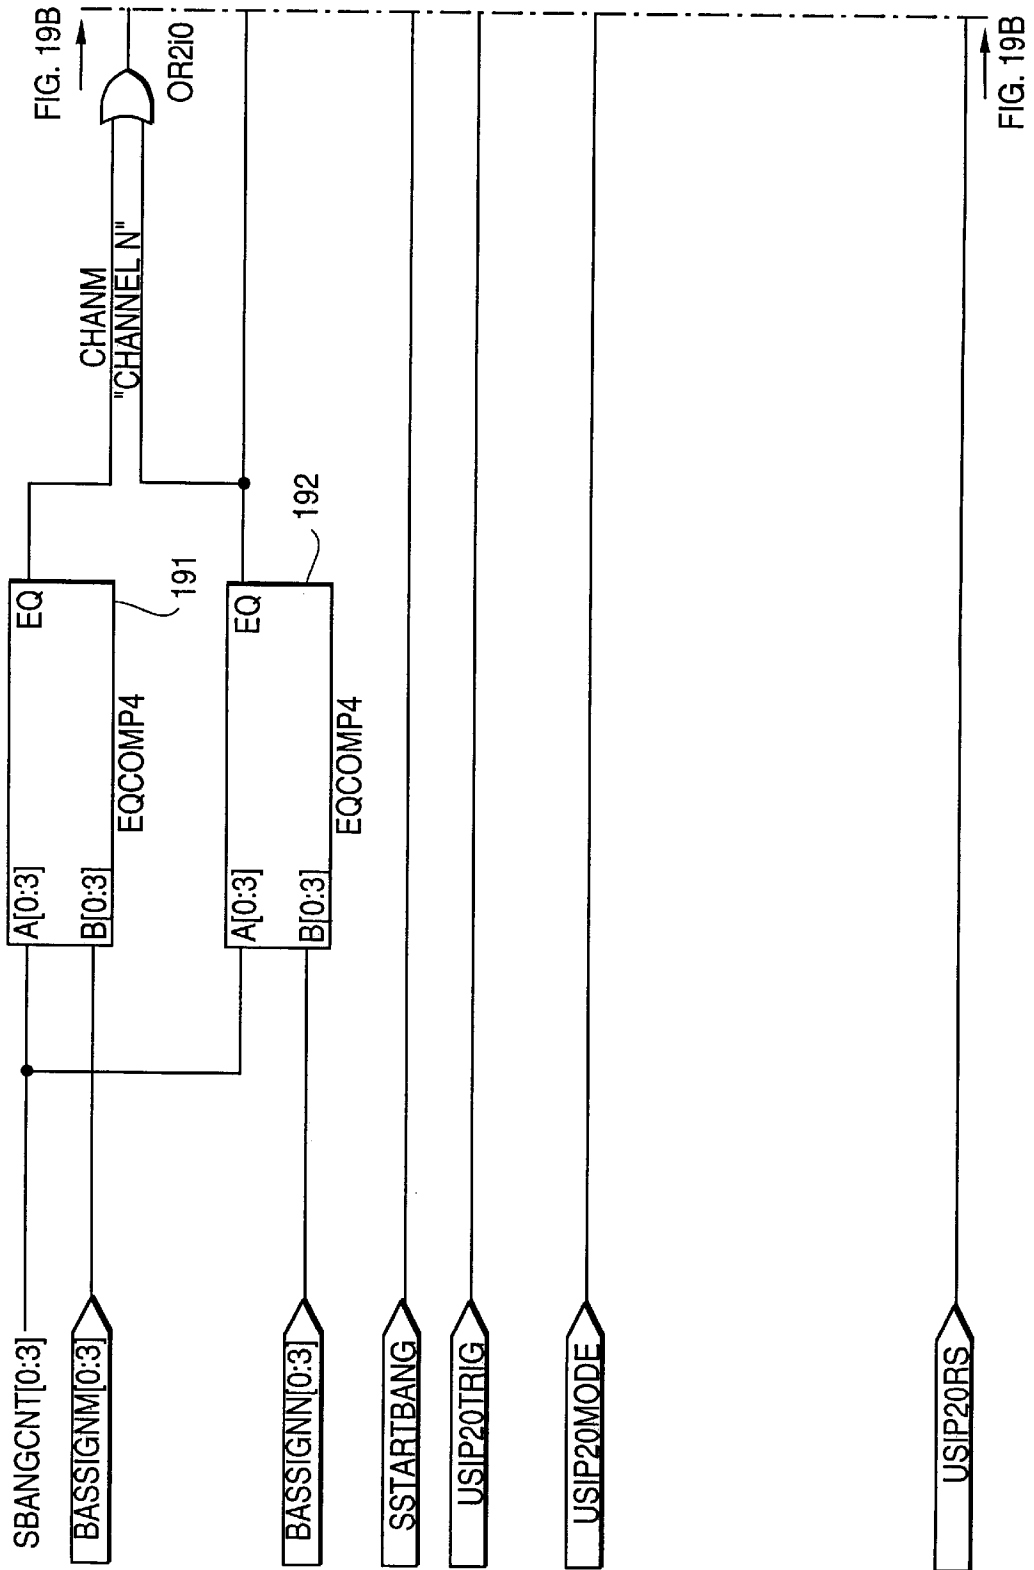 FIG. 19B
SBANGCNT[0:3]
A[0:3]
EQ
CHANM
OR2i0
BASSIGNM[0:3]
B[0:3]
191
"CHANNEL N"
EQCOMP4
A[0:3]
EQ
192
BASSIGNN[0:3]
B[0:3]
EQCOMP4
SSTARTBANG
USIP20TRIG
USIP20MODE
USIP20RS
FIG. 19B